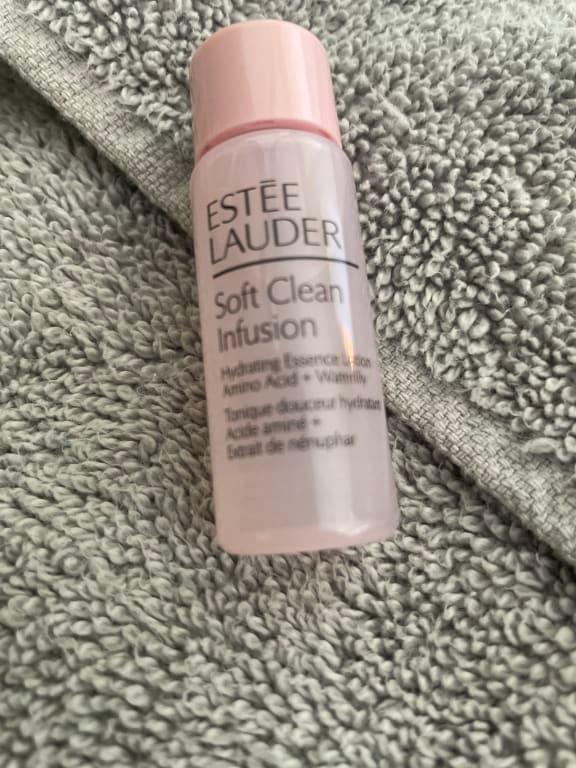 ESTĒE
LAUDER
Soft Clean
Infusion
Hydrating Essence Lotion
Amino Acid + Waterlily
Tonique douceur hydratant
Acide aminé +
Extrait de nénuphar